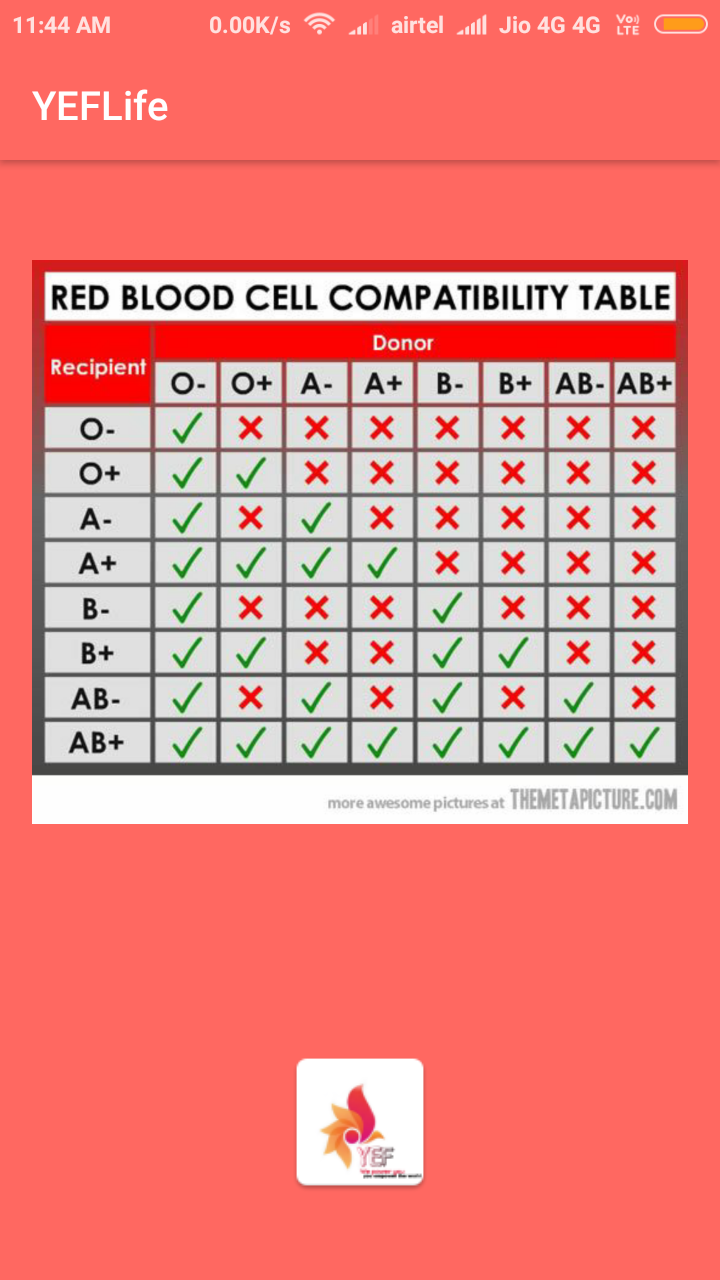 11:44 AM 0.00K/s airtel Jio 4G 4G Vo)) LTE
YEFLife
RED BLOOD CELL COMPATIBILITY TABLE
Recipient Donor
O- O+ A- A+ B- B+ AB- AB+
O- ✓ ✗ ✗ ✗ ✗ ✗ ✗ ✗
O+ ✓ ✓ ✗ ✗ ✗ ✗ ✗ ✗
A- ✓ ✗ ✓ ✗ ✗ ✗ ✗ ✗
A+ ✓ ✓ ✓ ✓ ✗ ✗ ✗ ✗
B- ✓ ✗ ✗ ✗ ✓ ✗ ✗ ✗
B+ ✓ ✓ ✗ ✗ ✓ ✓ ✗ ✗
AB- ✓ ✗ ✓ ✗ ✓ ✗ ✓ ✗
AB+ ✓ ✓ ✓ ✓ ✓ ✓ ✓ ✓
more awesome pictures at THEMETAPICTURE.COM
YEF